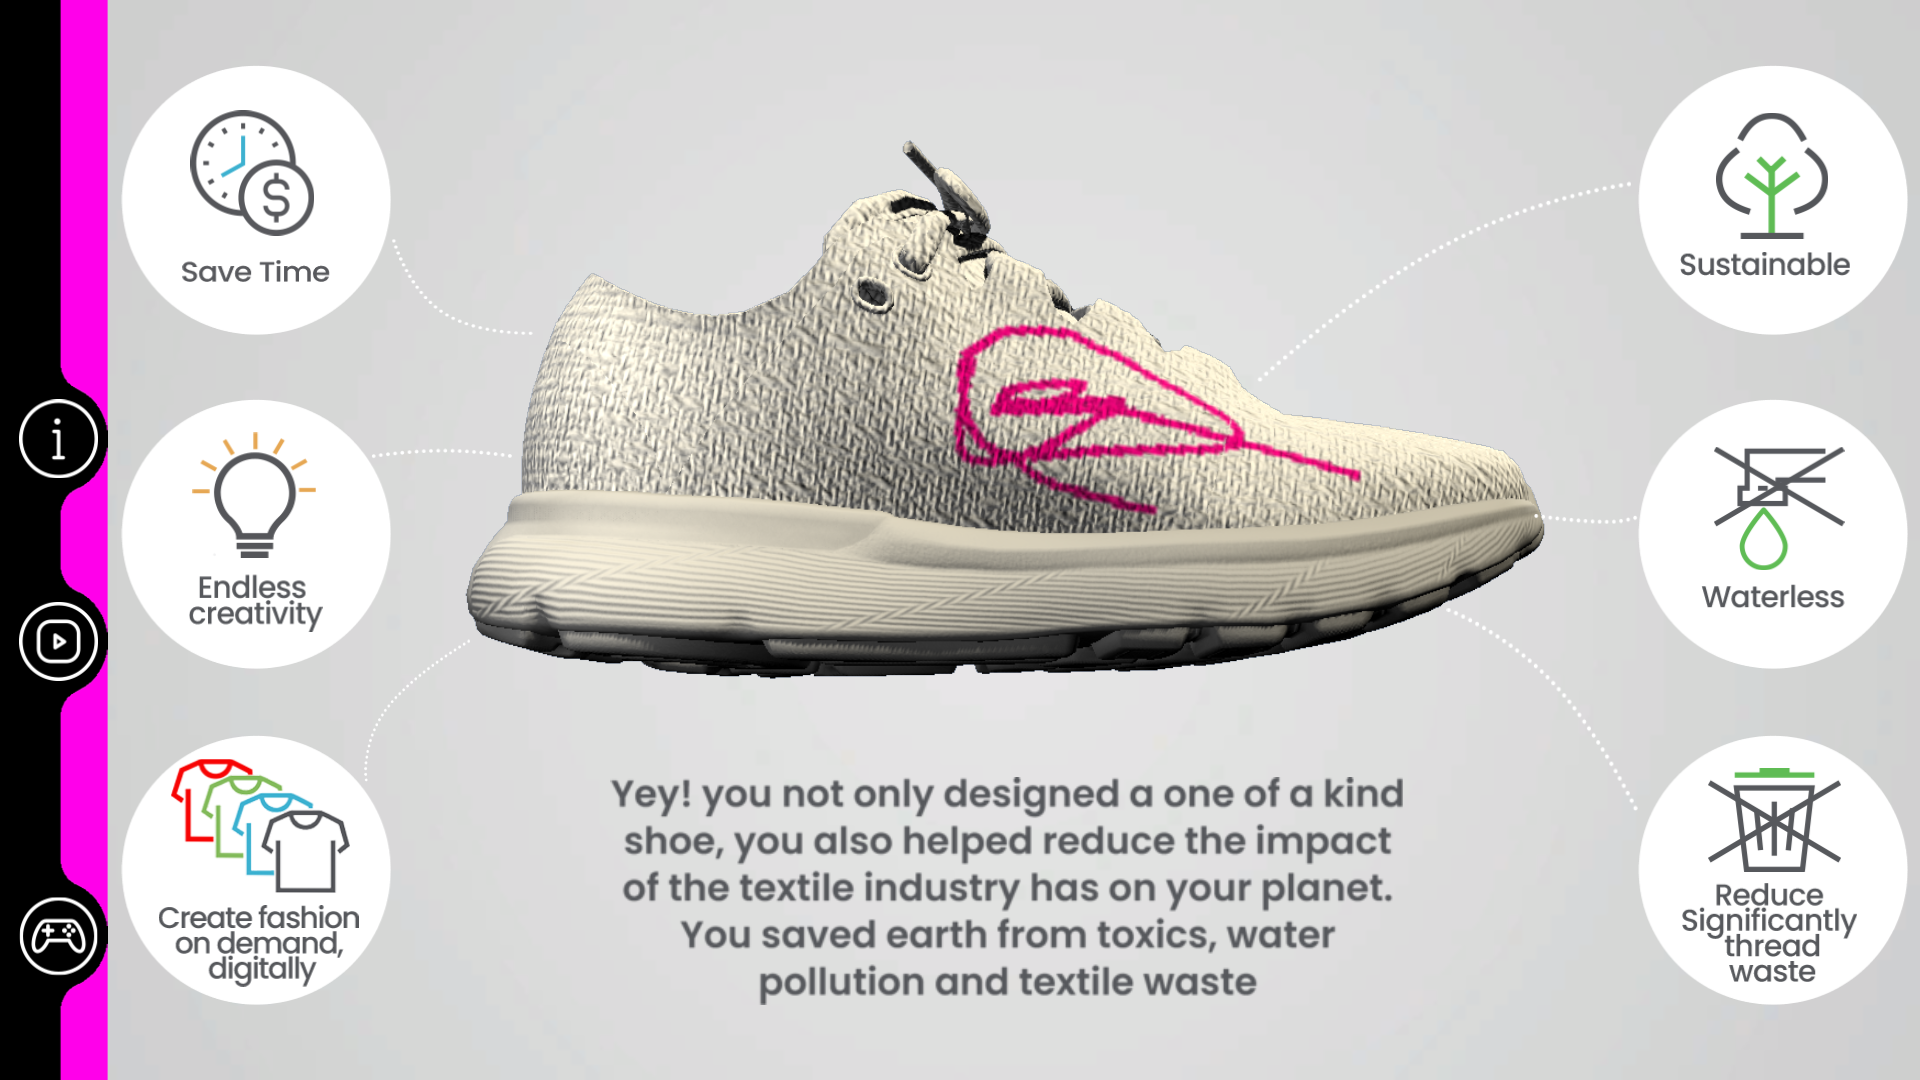 Save Time
Endless
creativity
Create fashion
on demand,
digitally
Yey! you not only designed a one of a kind
shoe, you also helped reduce the impact
of the textile industry has on your planet.
You saved earth from toxics, water
pollution and textile waste
Sustainable
Waterless
Reduce
Significantly
thread
waste